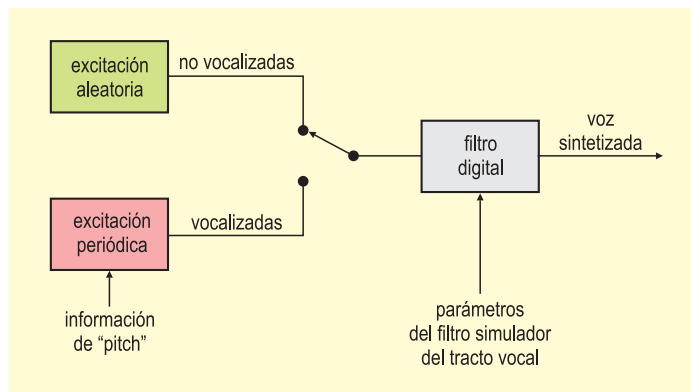 excitación
aleatoria
no vocalizadas
filtro
digital
voz
sintetizada
excitación
periódica
vocalizadas
información
de “pitch”
parámetros
del filtro simulador
del tracto vocal